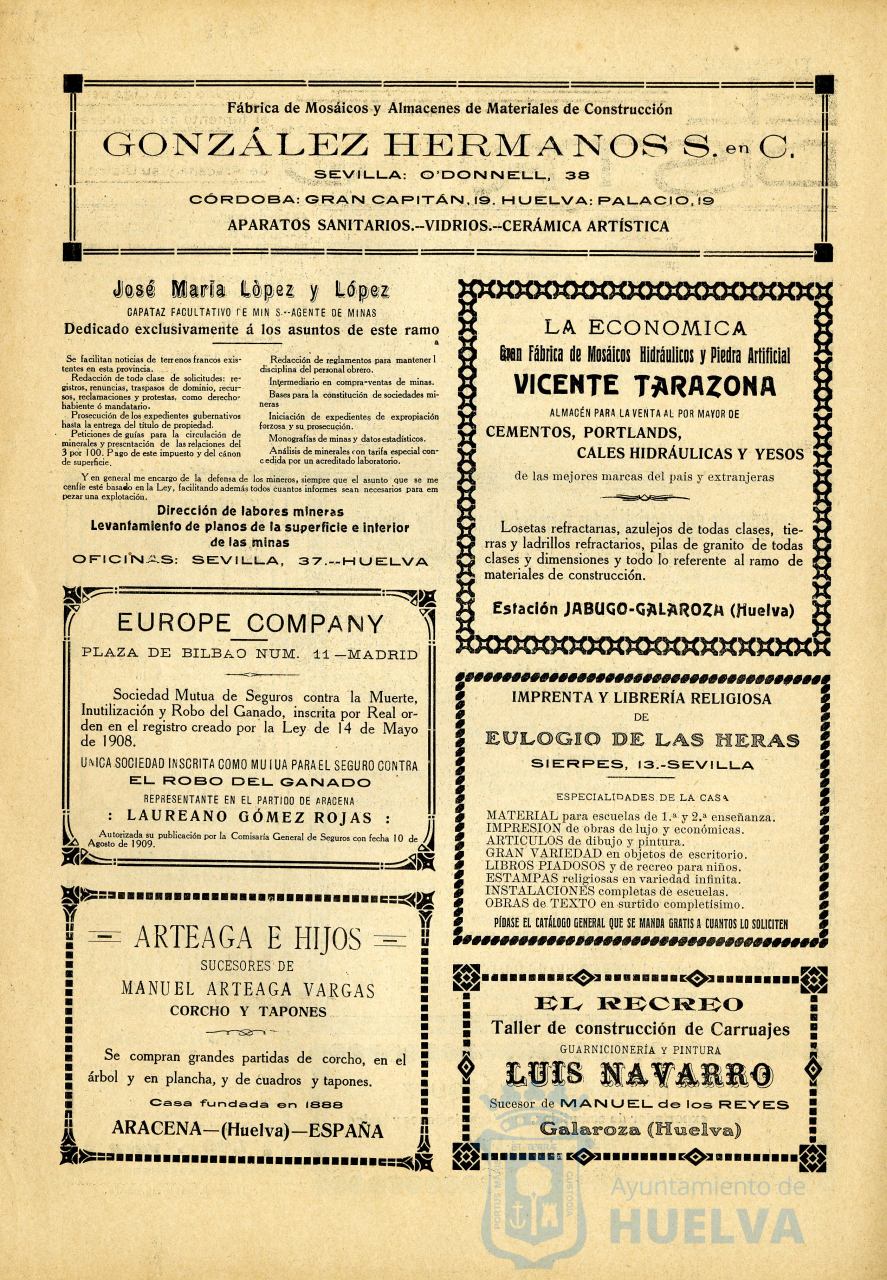 Fábrica de Mosáicos y Almacenes de Materiales de Construcción
GONZÁLEZ HERMANOS S. en C.
SEVILLA: O'DONNELL, 38
CÓRDOBA: GRAN CAPITÁN, 19, HUELVA: PALACIO, 19
APARATOS SANITARIOS.--VIDRIOS.--CERÁMICA ARTÍSTICA
José María Lòpez y López
CAPATAZ FACULTATIVO DE MIN S.--AGENTE DE MINAS
Dedicado exclusivamente á los asuntos de este ramo
Se facilitan noticias de terrenos francos exis-
tentes en esta provincia.
Redacción de toda clase de solicitudes: re-
gistros, renuncias, traspasos de dominio, recur-
sos, reclamaciones y protestas, como derecho-
habiente ó mandatario.
Prosecución de los expedientes gubernativos
hasta la entrega del título de propiedad.
Peticiones de guías para la circulación de
minerales y presentación de las relaciones del
3 por 100. Pago de este impuesto y del cánon
de superficie.
a
Redacción de reglamentos para mantener l
disciplina del personal obrero.
Intermediario en compra-ventas de minas.
Bases para la constitución de sociedades mi-
neras
Iniciación de expedientes de expropiación
forzosa y su prosecución.
Monografías de minas y datos estadísticos.
Análisis de minerales con tarifa especial con-
cedida por un acreditado laboratorio.
Y en general me encargo de la defensa de los mineros, siempre que el asunto que se
confíe esté basado en la Ley, facilitando además todos cuantos informes sean necesarios para em
pezar una explotación.
Dirección de labores mineras
Levantamiento de planos de la superficie e interior
de las minas
OFICINAS: SEVILLA, 37.--HUELVA
LA ECONOMICA
Gran Fábrica de Mosáicos Hidráulicos y Piedra Artificial
VICENTE TARAZONA
ALMACÉN PARA LA VENTA AL POR MAYOR DE
CEMENTOS, PORTLANDS,
CALES HIDRÁULICAS Y YESOS
de las mejores marcas del país y extranjeras
Losetas refractarias, azulejos de todas clases, tie-
rras y ladrillos refractarios, pilas de granito de todas
clases y dimensiones y todo lo referente al ramo de
materiales de construcción.
Estación JABUGO-GALAROZA (Huelva)
EUROPE COMPANY
PLAZA DE BILBAO NUM. 11—MADRID
Sociedad Mutua de Seguros contra la Muerte,
Inutilización y Robo del Ganado, inscrita por Real or-
den en el registro creado por la Ley de 14 de Mayo
de 1908.
UNICA SOCIEDAD INSCRITA COMO MUTUA PARA EL SEGURO CONTRA
EL ROBO DEL GANADO
REPRESENTANTE EN EL PARTIDO DE ARACENA
: LAUREANO GÓMEZ ROJAS :
Autorizada su publicación por la Comisaría General de Seguros con fecha 10 de
Agosto de 1909.
IMPRENTA Y LIBRERÍA RELIGIOSA
DE
EULOGIO DE LAS HERAS
SIERPES, 13.-SEVILLA
ESPECIALIDADES DE LA CASA
MATERIAL para escuelas de 1.ª y 2.ª enseñanza.
IMPRESION de obras de lujo y económicas.
ARTICULOS de dibujo y pintura.
GRAN VARIEDAD en objetos de escritorio.
LIBROS PIADOSOS y de recreo para niños.
ESTAMPAS religiosas en variedad infinita.
INSTALACIONES completas de escuelas.
OBRAS de TEXTO en surtido completísimo.
PÍDASE EL CATÁLOGO GENERAL QUE SE MANDA GRATIS A CUANTOS LO SOLICITEN
ARTEAGA E HIJOS
SUCESORES DE
MANUEL ARTEAGA VARGAS
CORCHO Y TAPONES
Se compran grandes partidas de corcho, en el
árbol y en plancha, y de cuadros y tapones.
Casa fundada en 1888
ARACENA—(Huelva)—ESPAÑA
EL RECREO
Taller de construcción de Carruajes
GUARNICIONERÍA Y PINTURA
LUIS NAVARRO
Sucesor de MANUEL de los REYES
Galaroza (Huelva)
PORTUS MARIS
CUSTODIA
Ayuntamiento de
HUELVA